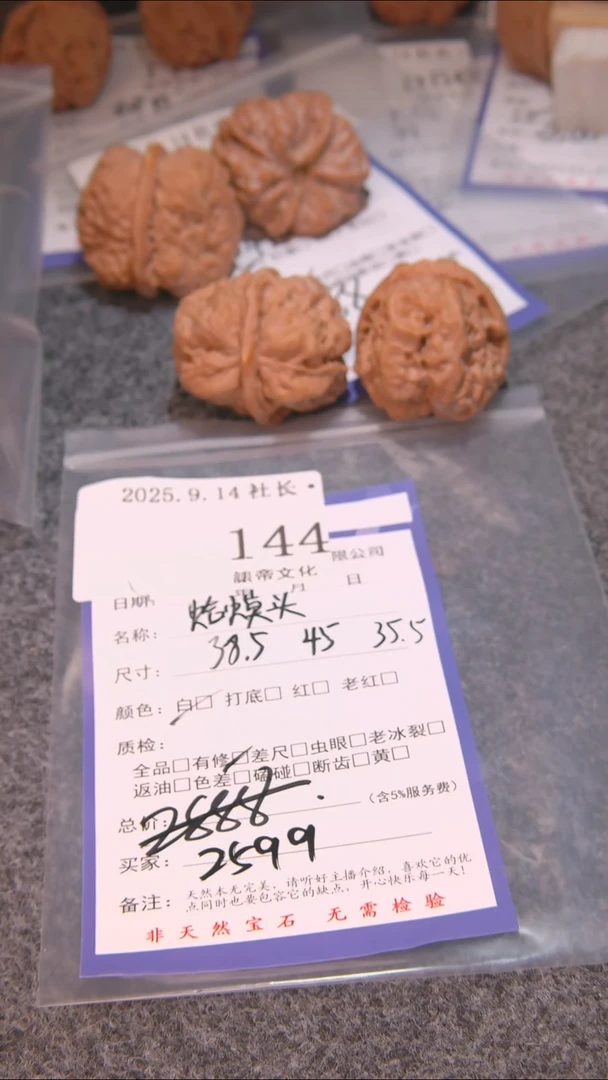 2025.9.14 社长·
144
限公司
日期: 月 日
名称:
尺寸: 38.5 45 35.5
颜色: 白□ 打底□ 红□ 老红□
质检:
全品□有修□差尺□虫眼□老冰裂□
返油□色差□磕碰□断齿□黄□
总价: 2888 (含5%服务费)
买家: 2599
备注: 天然本无完美,请听好主播介绍,喜欢它的优
点同时也要包容它的缺点,开心快乐每一天!
非天然宝石 无需检验